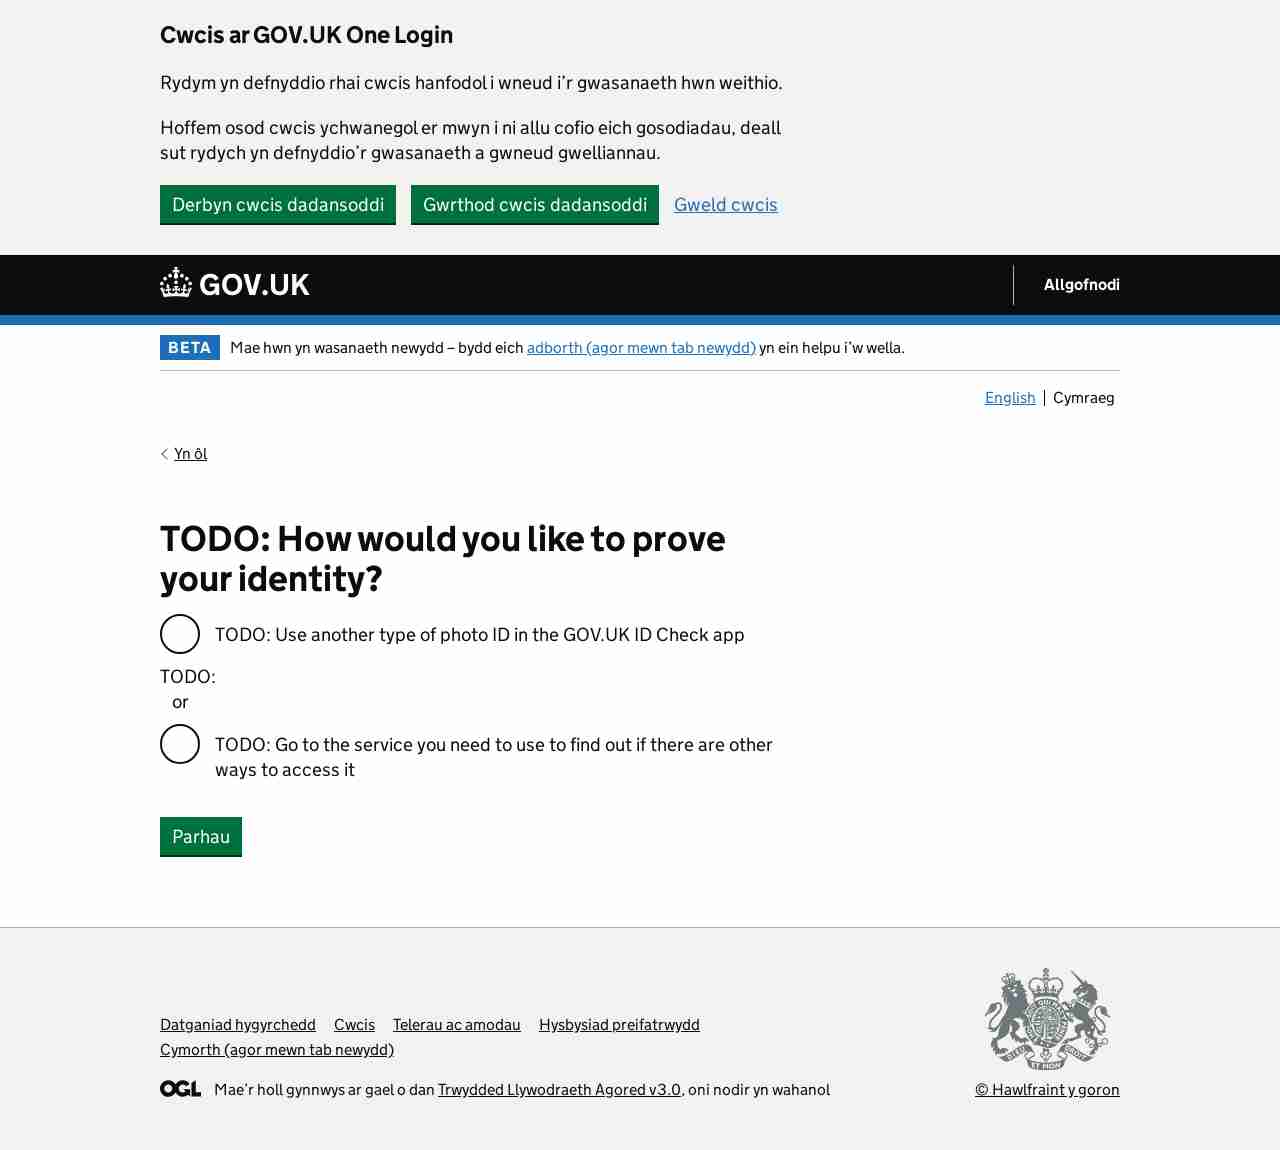 Cwcis ar GOV.UK One Login
Rydym yn defnyddio rhai cwcis hanfodol i wneud i’r gwasanaeth hwn weithio.
Hoffem osod cwcis ychwanegol er mwyn i ni allu cofio eich gosodiadau, deall
sut rydych yn defnyddio’r gwasanaeth a gwneud gwelliannau.
Derbyn cwcis dadansoddi Gwrthod cwcis dadansoddi Gweld cwcis
GOV.UK Allgofnodi
BETA Mae hwn yn wasanaeth newydd – bydd eich adborth (agor mewn tab newydd) yn ein helpu i’w wella.
English Cymraeg
Yn ôl
TODO: How would you like to prove
your identity?
TODO: Use another type of photo ID in the GOV.UK ID Check app
TODO:
or
TODO: Go to the service you need to use to find out if there are other
ways to access it
Parhau
Datganiad hygyrchedd Cwcis Telerau ac amodau Hysbysiad preifatrwydd
Cymorth (agor mewn tab newydd)
OGL Mae’r holl gynnwys ar gael o dan Trwydded Llywodraeth Agored v3.0, oni nodir yn wahanol
© Hawlfraint y goron